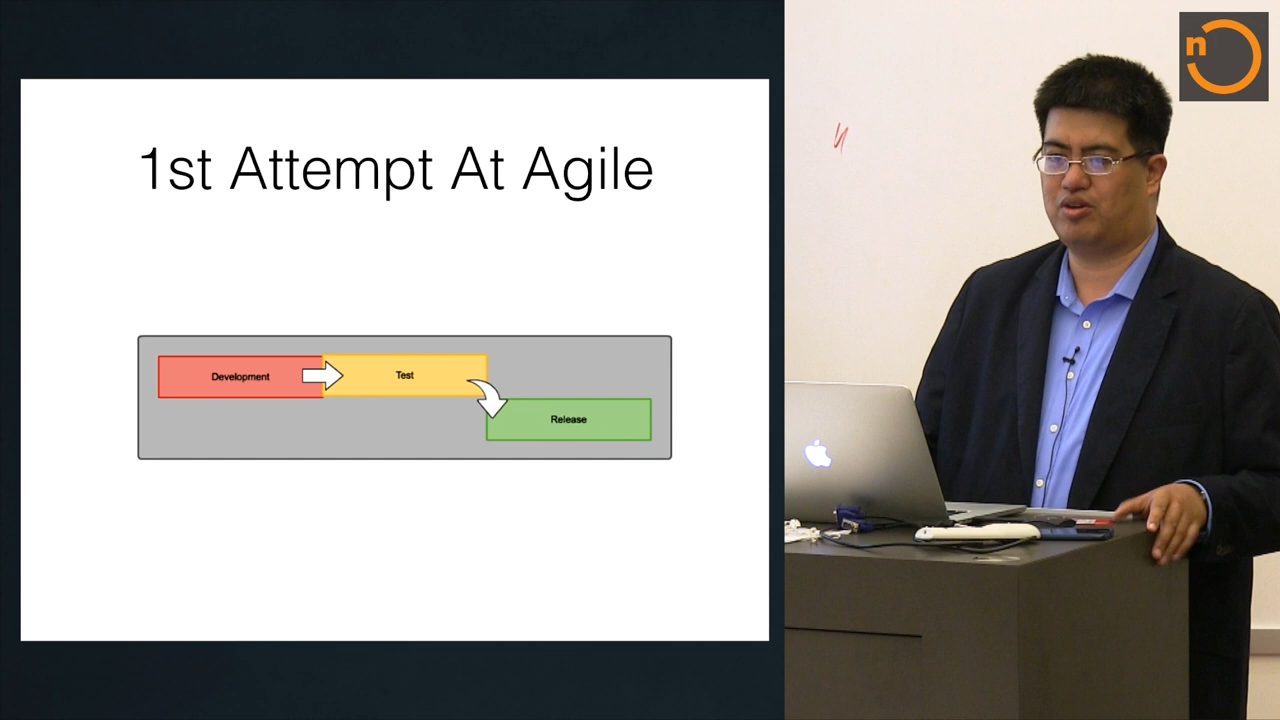 1st Attempt At Agile
Development
Test
Release
n